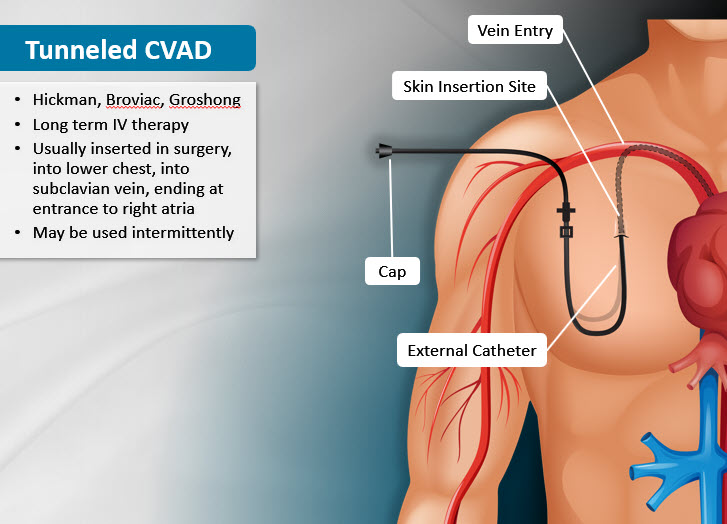 Tunneled CVAD
• Hickman, Broviac, Groshong
• Long term IV therapy
• Usually inserted in surgery,
into lower chest, into
subclavian vein, ending at
entrance to right atria
• May be used intermittently
Vein Entry
Skin Insertion Site
Cap
External Catheter